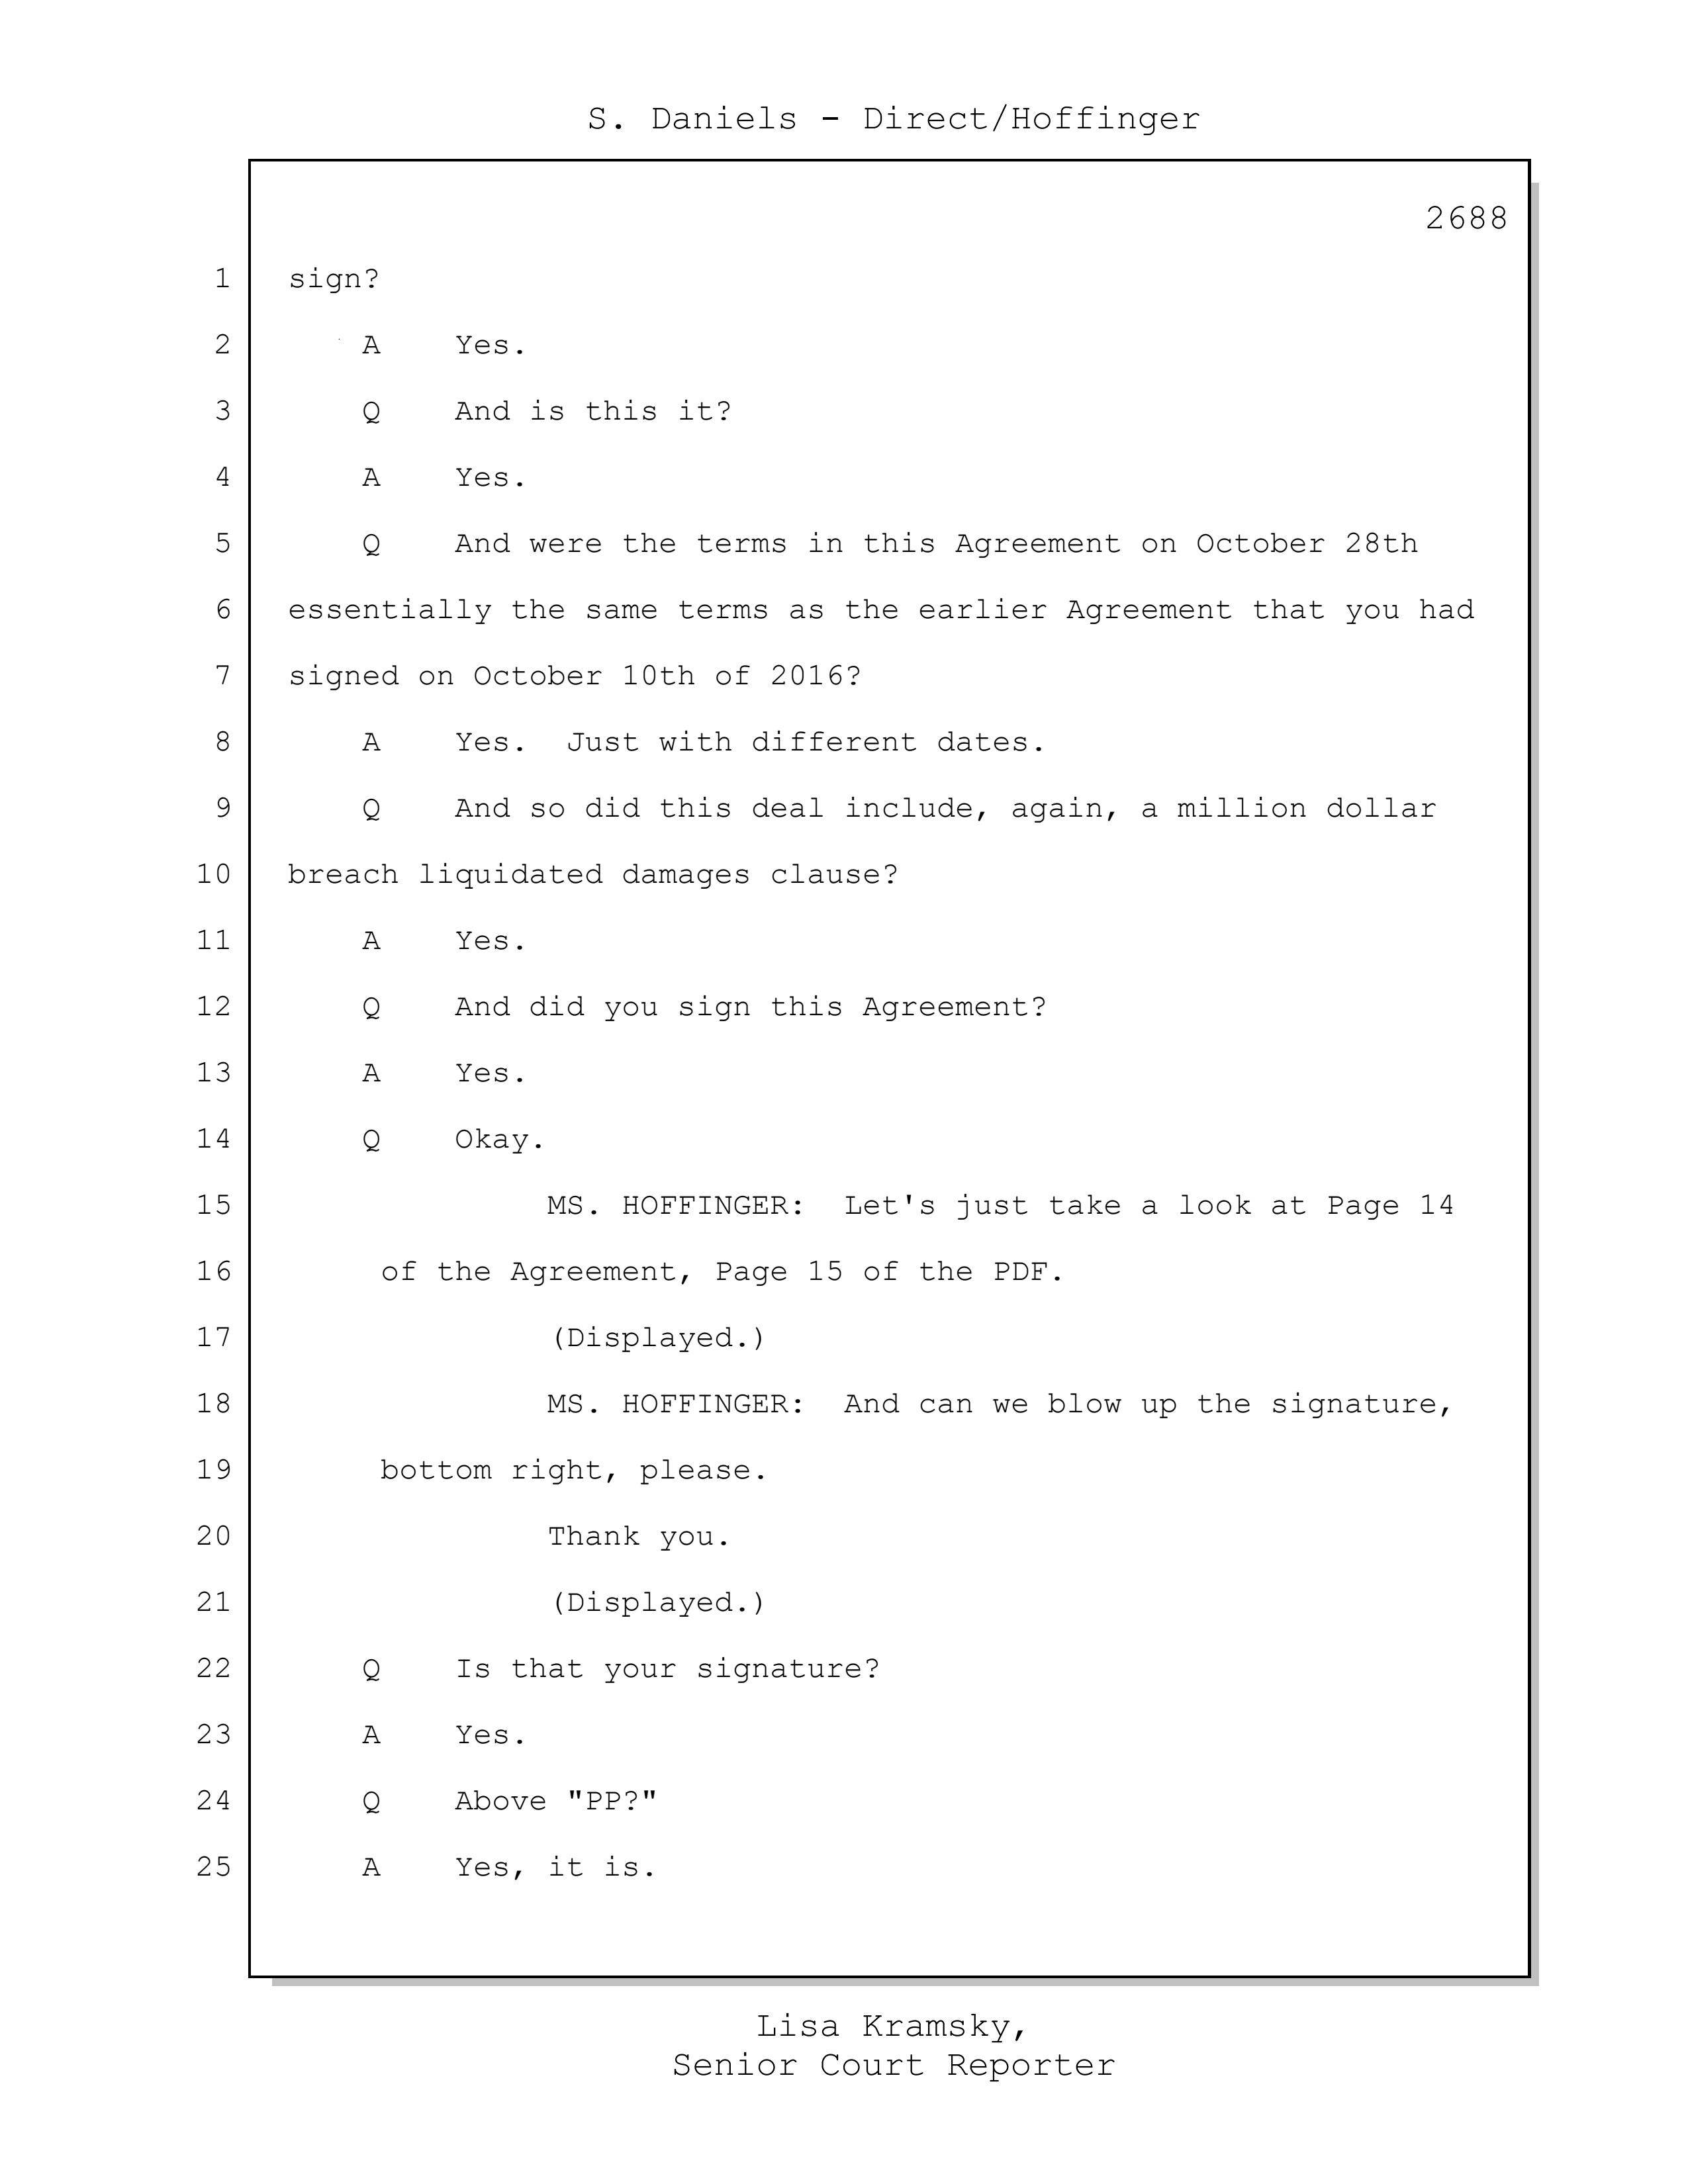 S. Daniels - Direct/Hoffinger
2688
1 sign?
2 A Yes.
3 Q And is this it?
4 A Yes.
5 Q And were the terms in this Agreement on October 28th
6 essentially the same terms as the earlier Agreement that you had
7 signed on October 10th of 2016?
8 A Yes. Just with different dates.
9 Q And so did this deal include, again, a million dollar
10 breach liquidated damages clause?
11 A Yes.
12 Q And did you sign this Agreement?
13 A Yes.
14 Q Okay.
15 MS. HOFFINGER: Let's just take a look at Page 14
16 of the Agreement, Page 15 of the PDF.
17 (Displayed.)
18 MS. HOFFINGER: And can we blow up the signature,
19 bottom right, please.
20 Thank you.
21 (Displayed.)
22 Q Is that your signature?
23 A Yes.
24 Q Above "PP?"
25 A Yes, it is.
Lisa Kramsky,
Senior Court Reporter